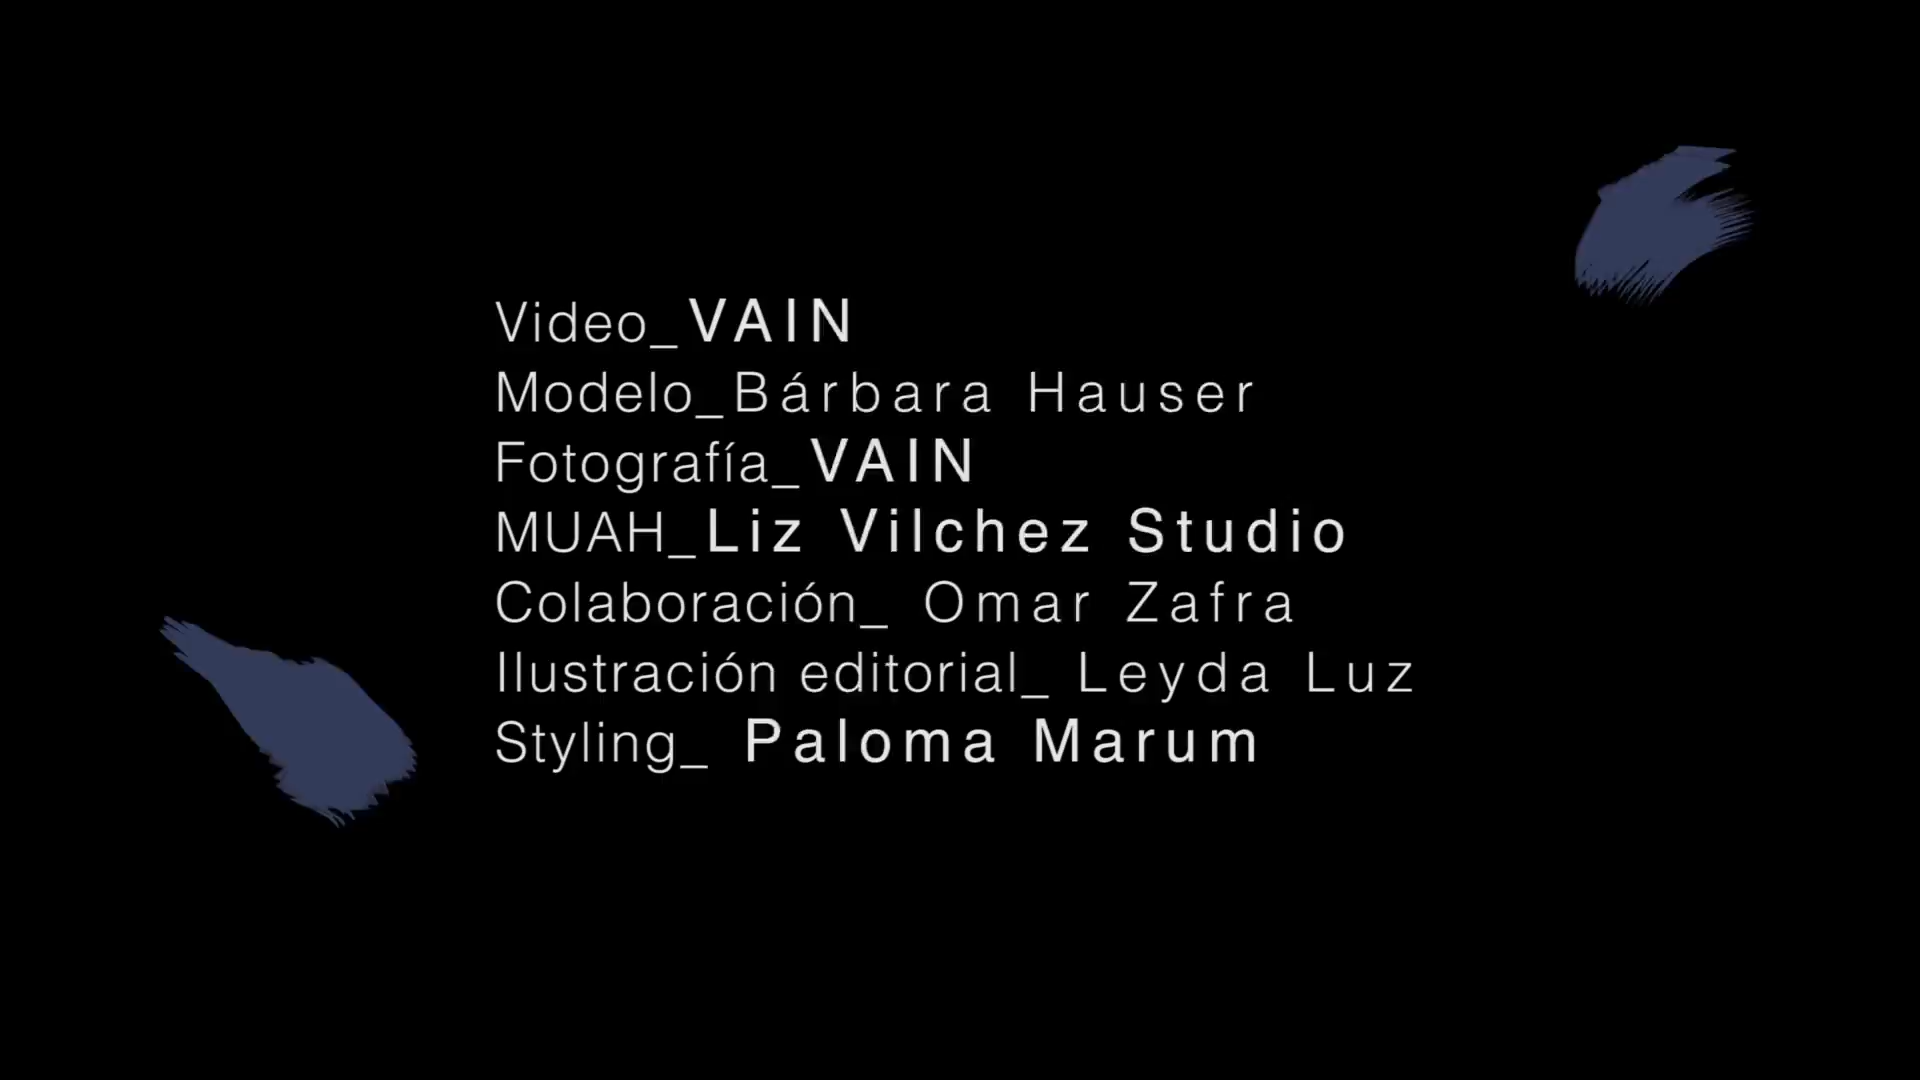 Video_VAIN
Modelo_Bárbara Hauser
Fotografía_VAIN
MUAH_Liz Vilchez Studio
Colaboración_ Omar Zafra
Ilustración editorial_ Leyda Luz
Styling_ Paloma Marum